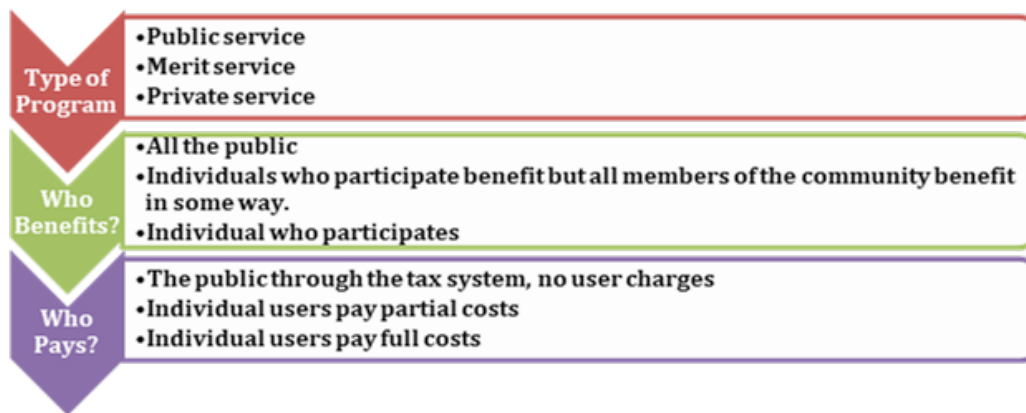 Type of
Program
•Public service
•Merit service
•Private service
Who
Benefits?
•All the public
•Individuals who participate benefit but all members of the community benefit
in some way.
•Individual who participates
Who
Pays?
•The public through the tax system, no user charges
•Individual users pay partial costs
•Individual users pay full costs